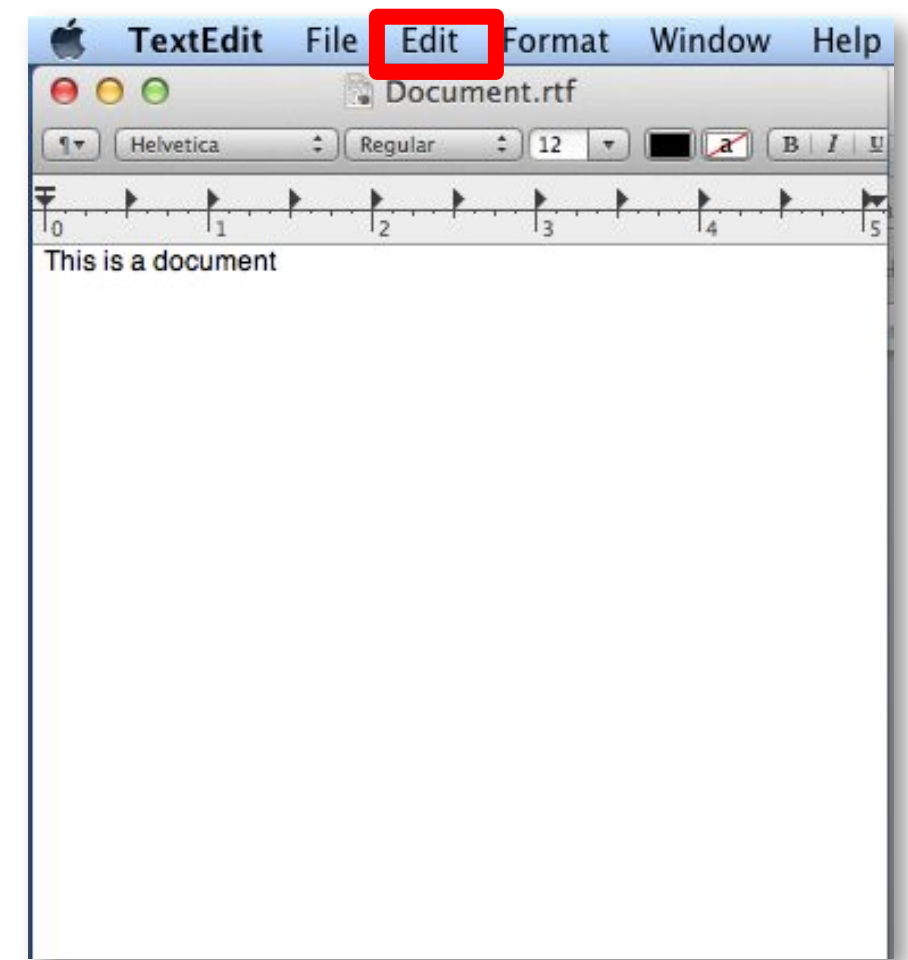 TextEdit File Edit Format Window Help
Document.rtf
¶ Helvetica Regular 12 a B I U
0 1 2 3 4 5
This is a document